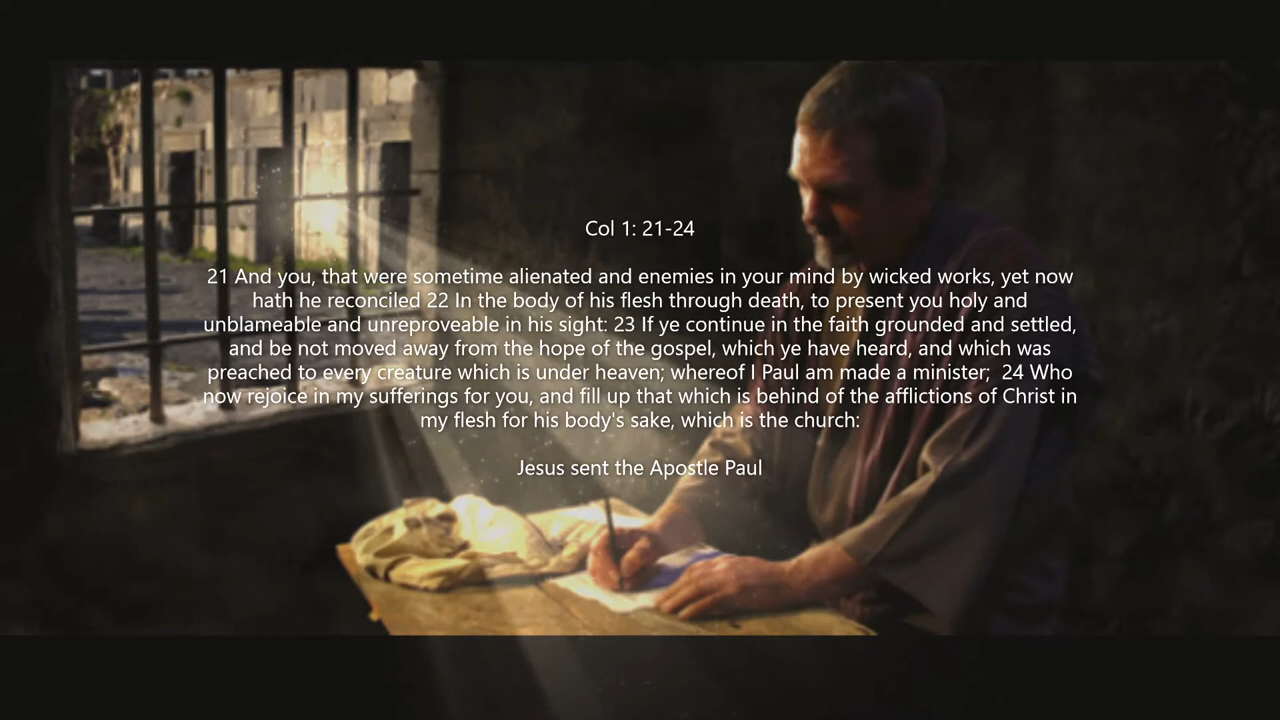 Col 1: 21-24
21 And you, that were sometime alienated and enemies in your mind by wicked works, yet now
hath he reconciled 22 In the body of his flesh through death, to present you holy and
unblameable and unreproveable in his sight: 23 If ye continue in the faith grounded and settled,
and be not moved away from the hope of the gospel, which ye have heard, and which was
preached to every creature which is under heaven; whereof I Paul am made a minister;  24 Who
now rejoice in my sufferings for you, and fill up that which is behind of the afflictions of Christ in
my flesh for his body's sake, which is the church:
Jesus sent the Apostle Paul